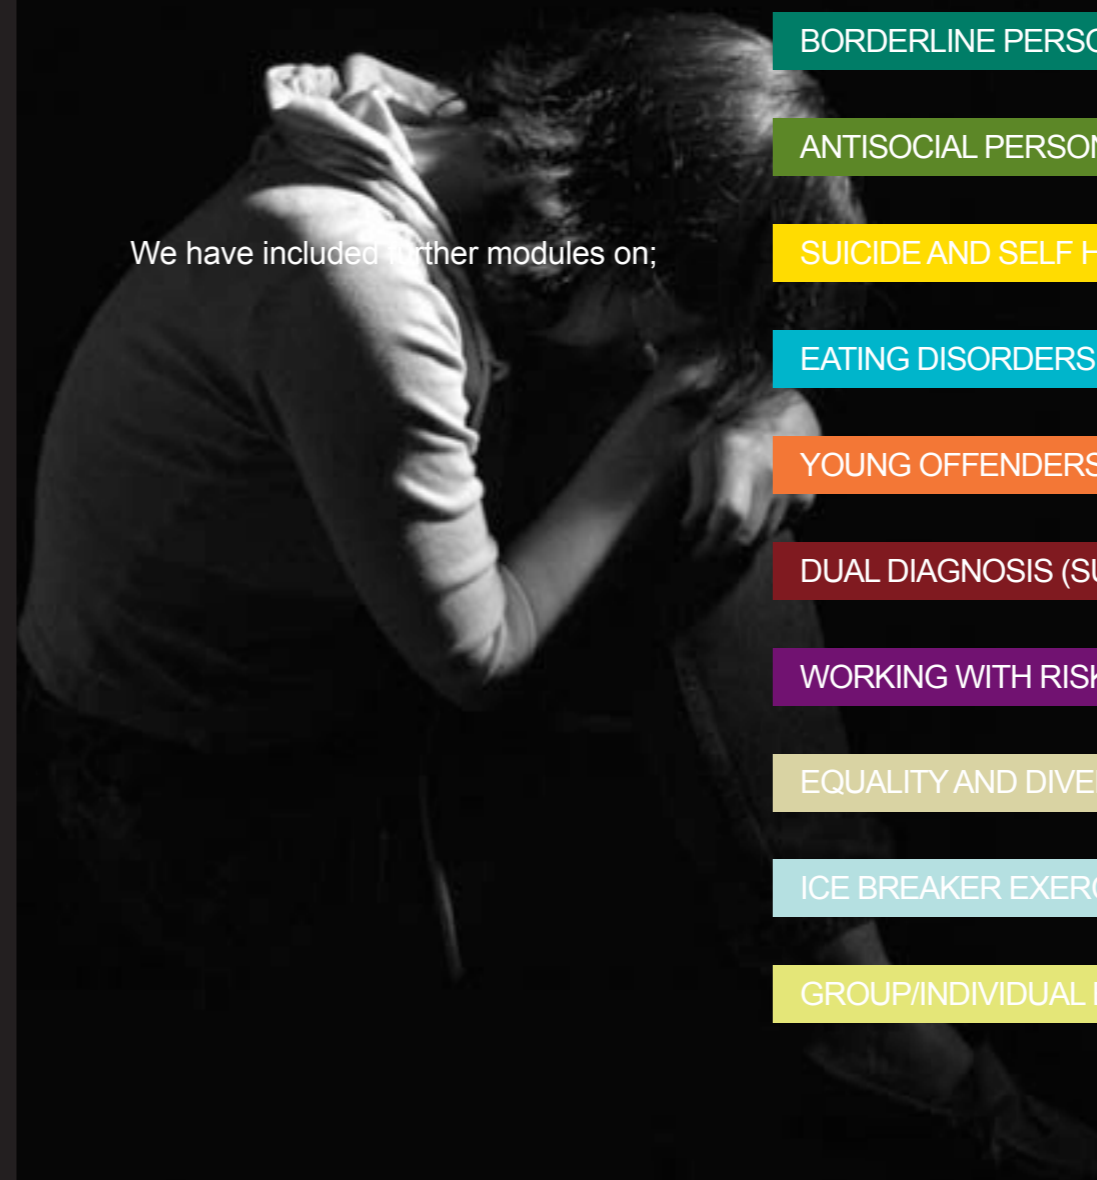 We have included further modules on;
BORDERLINE PERSO
ANTISOCIAL PERSON
SUICIDE AND SELF H
EATING DISORDERS
YOUNG OFFENDERS
DUAL DIAGNOSIS (SU
WORKING WITH RISK
EQUALITY AND DIVE
ICE BREAKER EXERC
GROUP/INDIVIDUAL